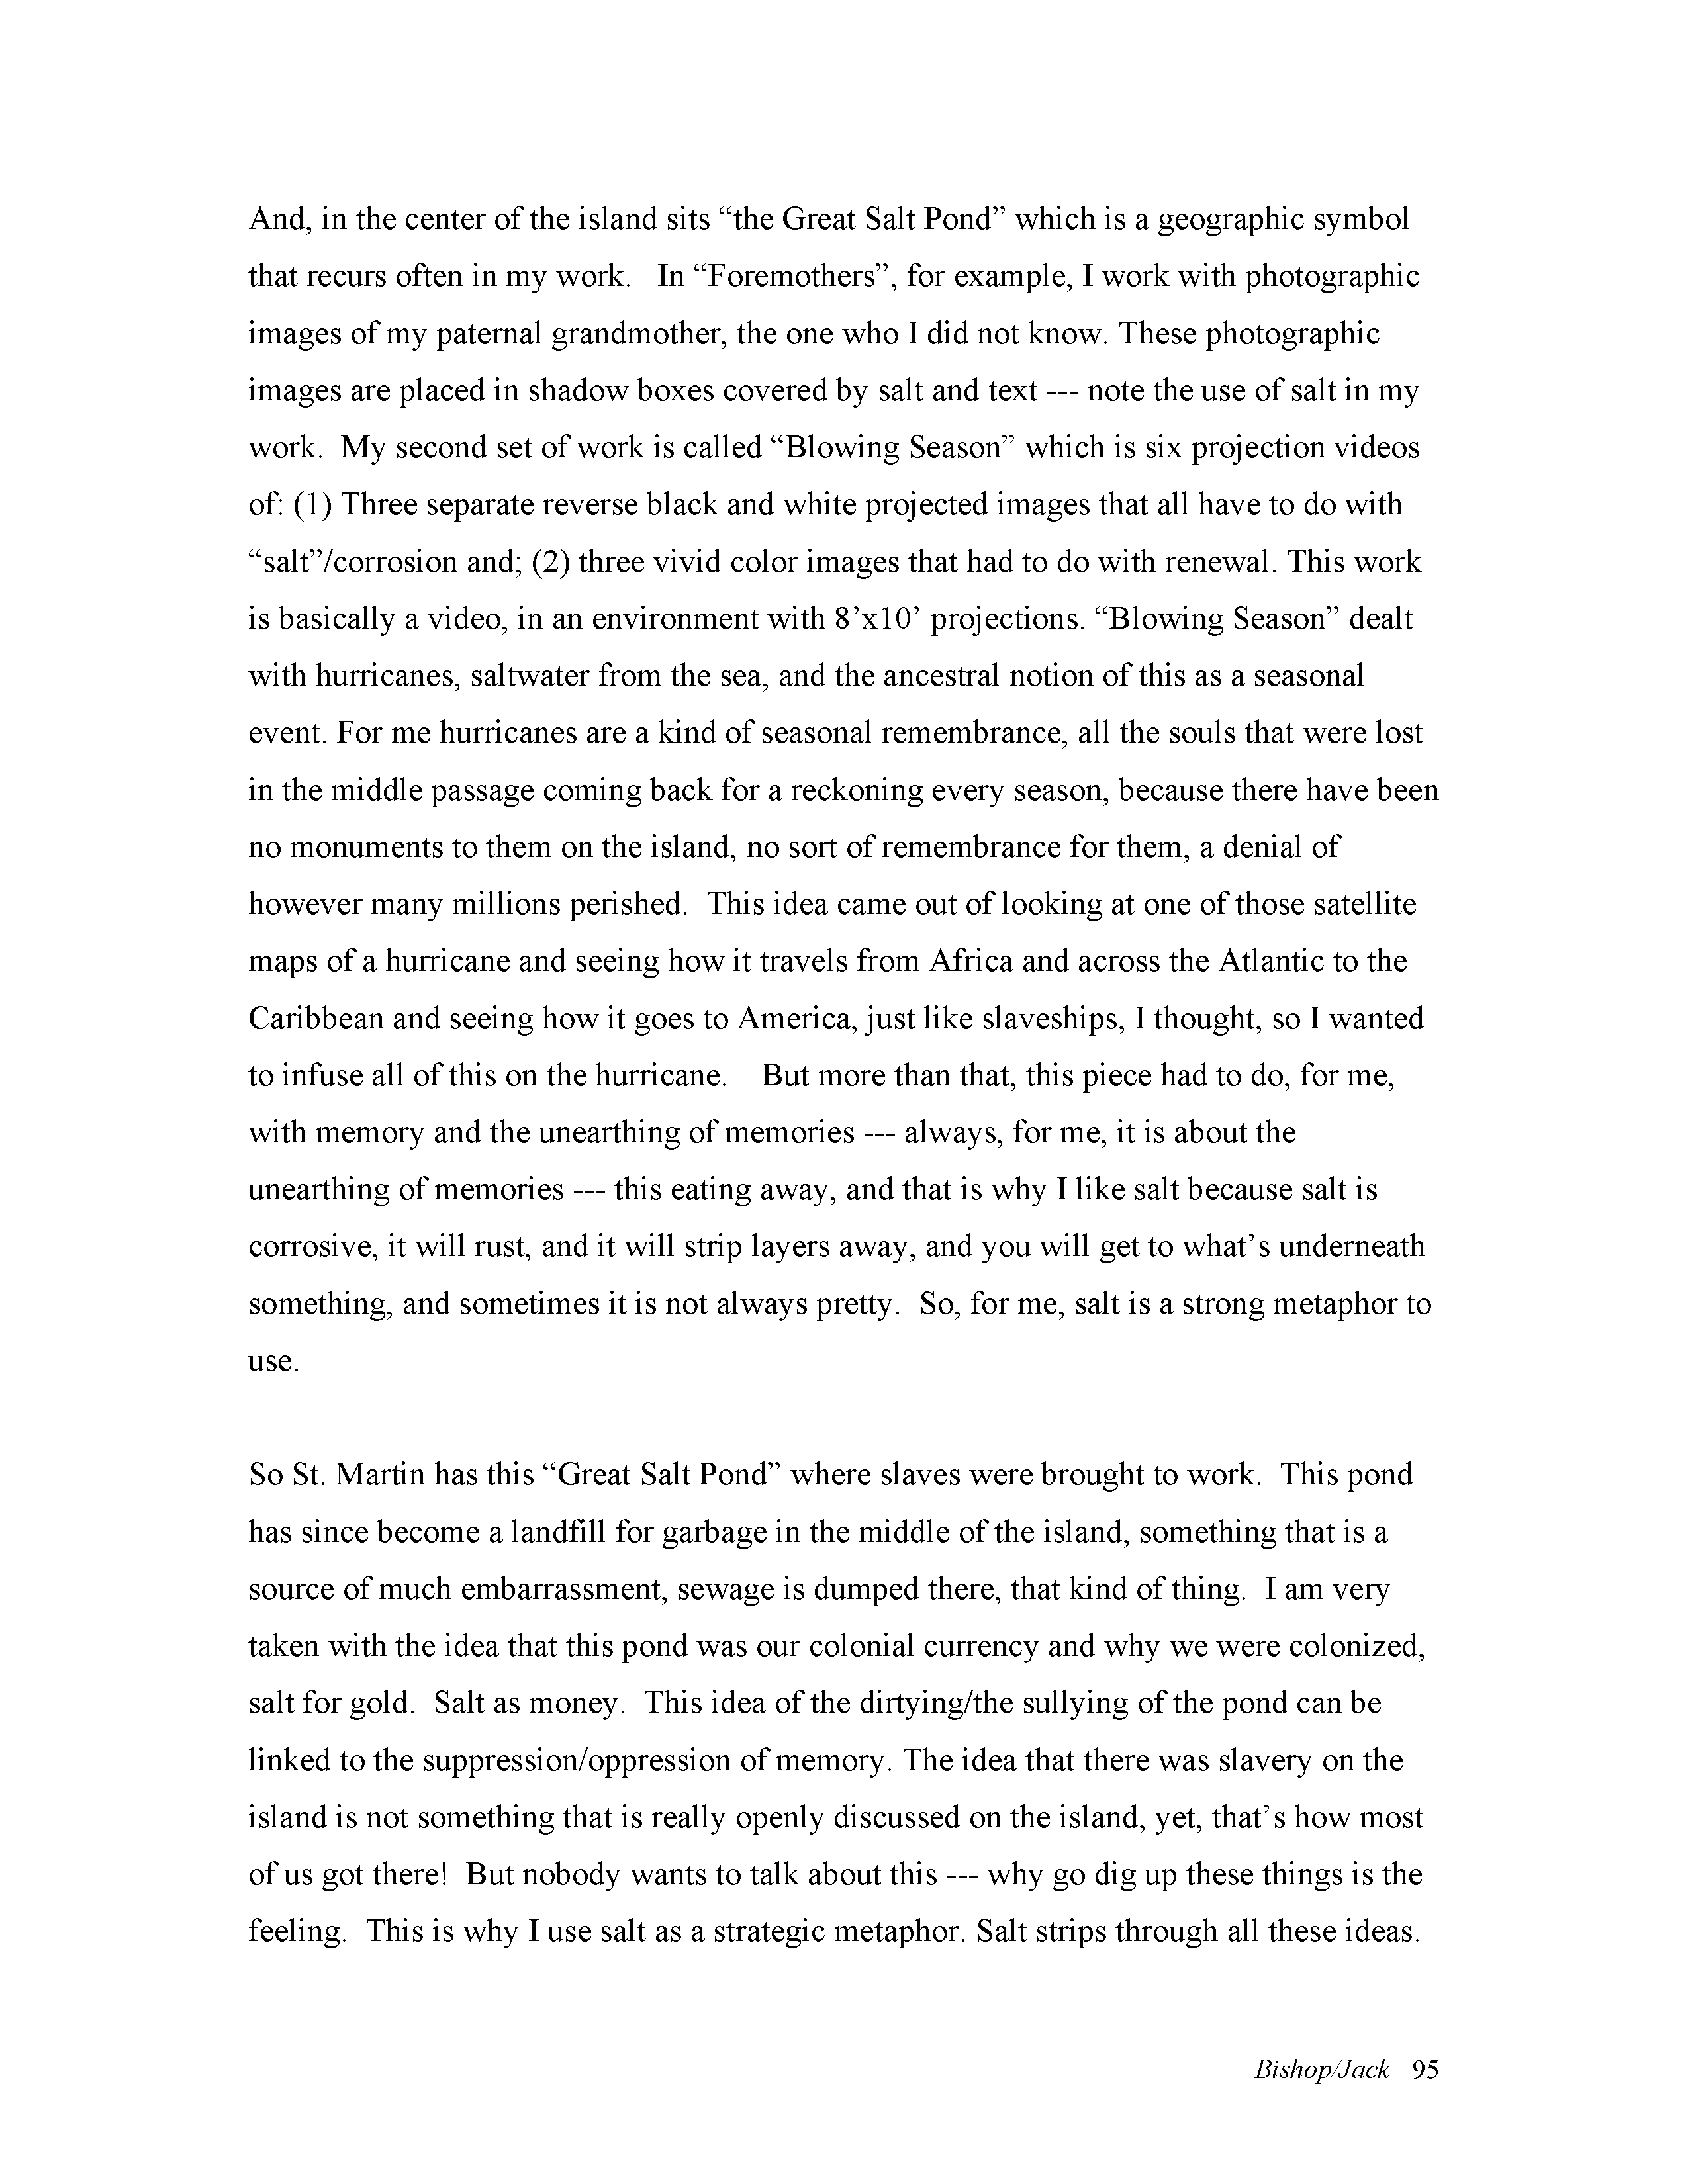 And, in the center of the island sits “the Great Salt Pond” which is a geographic symbol
that recurs often in my work.   In “Foremothers”, for example, I work with photographic
images of my paternal grandmother, the one who I did not know. These photographic
images are placed in shadow boxes covered by salt and text --- note the use of salt in my
work.  My second set of work is called “Blowing Season” which is six projection videos
of: (1) Three separate reverse black and white projected images that all have to do with
“salt”/corrosion and; (2) three vivid color images that had to do with renewal. This work
is basically a video, in an environment with 8’x10’ projections. “Blowing Season” dealt
with hurricanes, saltwater from the sea, and the ancestral notion of this as a seasonal
event. For me hurricanes are a kind of seasonal remembrance, all the souls that were lost
in the middle passage coming back for a reckoning every season, because there have been
no monuments to them on the island, no sort of remembrance for them, a denial of
however many millions perished.  This idea came out of looking at one of those satellite
maps of a hurricane and seeing how it travels from Africa and across the Atlantic to the
Caribbean and seeing how it goes to America, just like slaveships, I thought, so I wanted
to infuse all of this on the hurricane.    But more than that, this piece had to do, for me,
with memory and the unearthing of memories --- always, for me, it is about the
unearthing of memories --- this eating away, and that is why I like salt because salt is
corrosive, it will rust, and it will strip layers away, and you will get to what’s underneath
something, and sometimes it is not always pretty.  So, for me, salt is a strong metaphor to
use.
So St. Martin has this “Great Salt Pond” where slaves were brought to work.  This pond
has since become a landfill for garbage in the middle of the island, something that is a
source of much embarrassment, sewage is dumped there, that kind of thing.  I am very
taken with the idea that this pond was our colonial currency and why we were colonized,
salt for gold.  Salt as money.  This idea of the dirtying/the sullying of the pond can be
linked to the suppression/oppression of memory. The idea that there was slavery on the
island is not something that is really openly discussed on the island, yet, that’s how most
of us got there!  But nobody wants to talk about this --- why go dig up these things is the
feeling.  This is why I use salt as a strategic metaphor. Salt strips through all these ideas.
Bishop/Jack   95